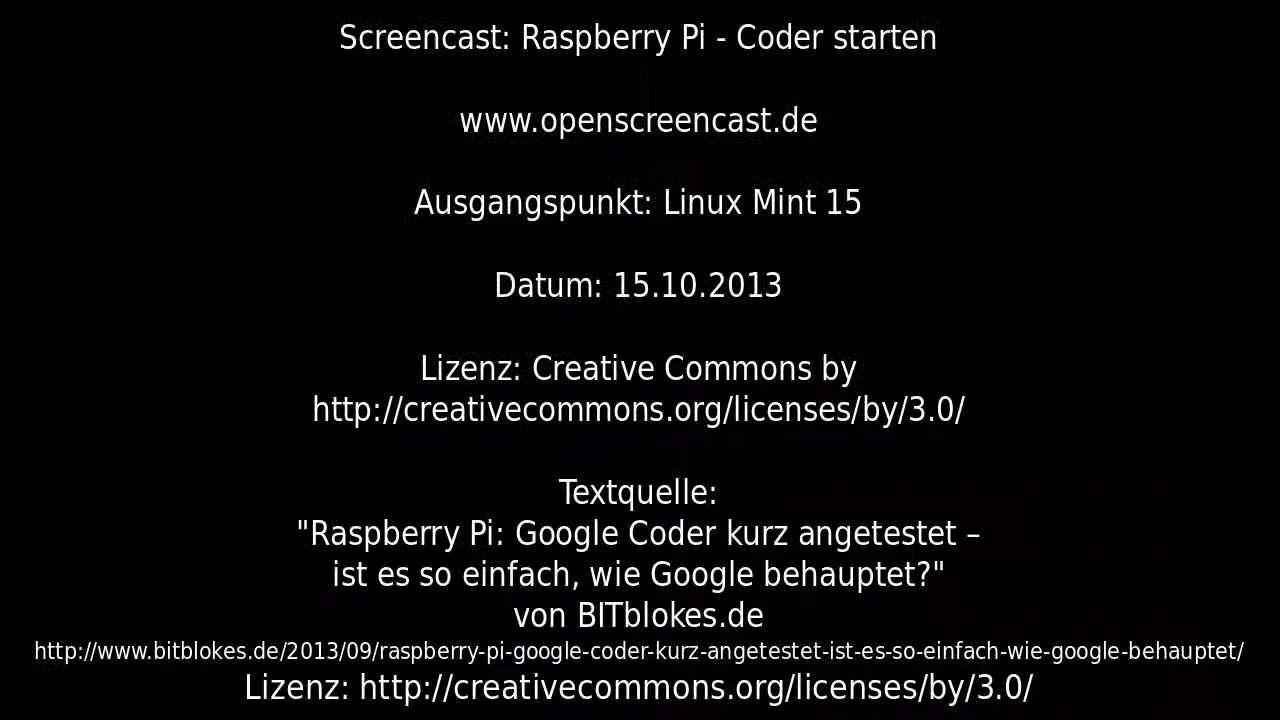 Screencast: Raspberry Pi - Coder starten
www.openscreencast.de
Ausgangspunkt: Linux Mint 15
Datum: 15.10.2013
Lizenz: Creative Commons by
http://creativecommons.org/licenses/by/3.0/
Textquelle:
"Raspberry Pi: Google Coder kurz angetestet –
ist es so einfach, wie Google behauptet?"
von BITblokes.de
http://www.bitblokes.de/2013/09/raspberry-pi-google-coder-kurz-angetestet-ist-es-so-einfach-wie-google-behauptet/
Lizenz: http://creativecommons.org/licenses/by/3.0/